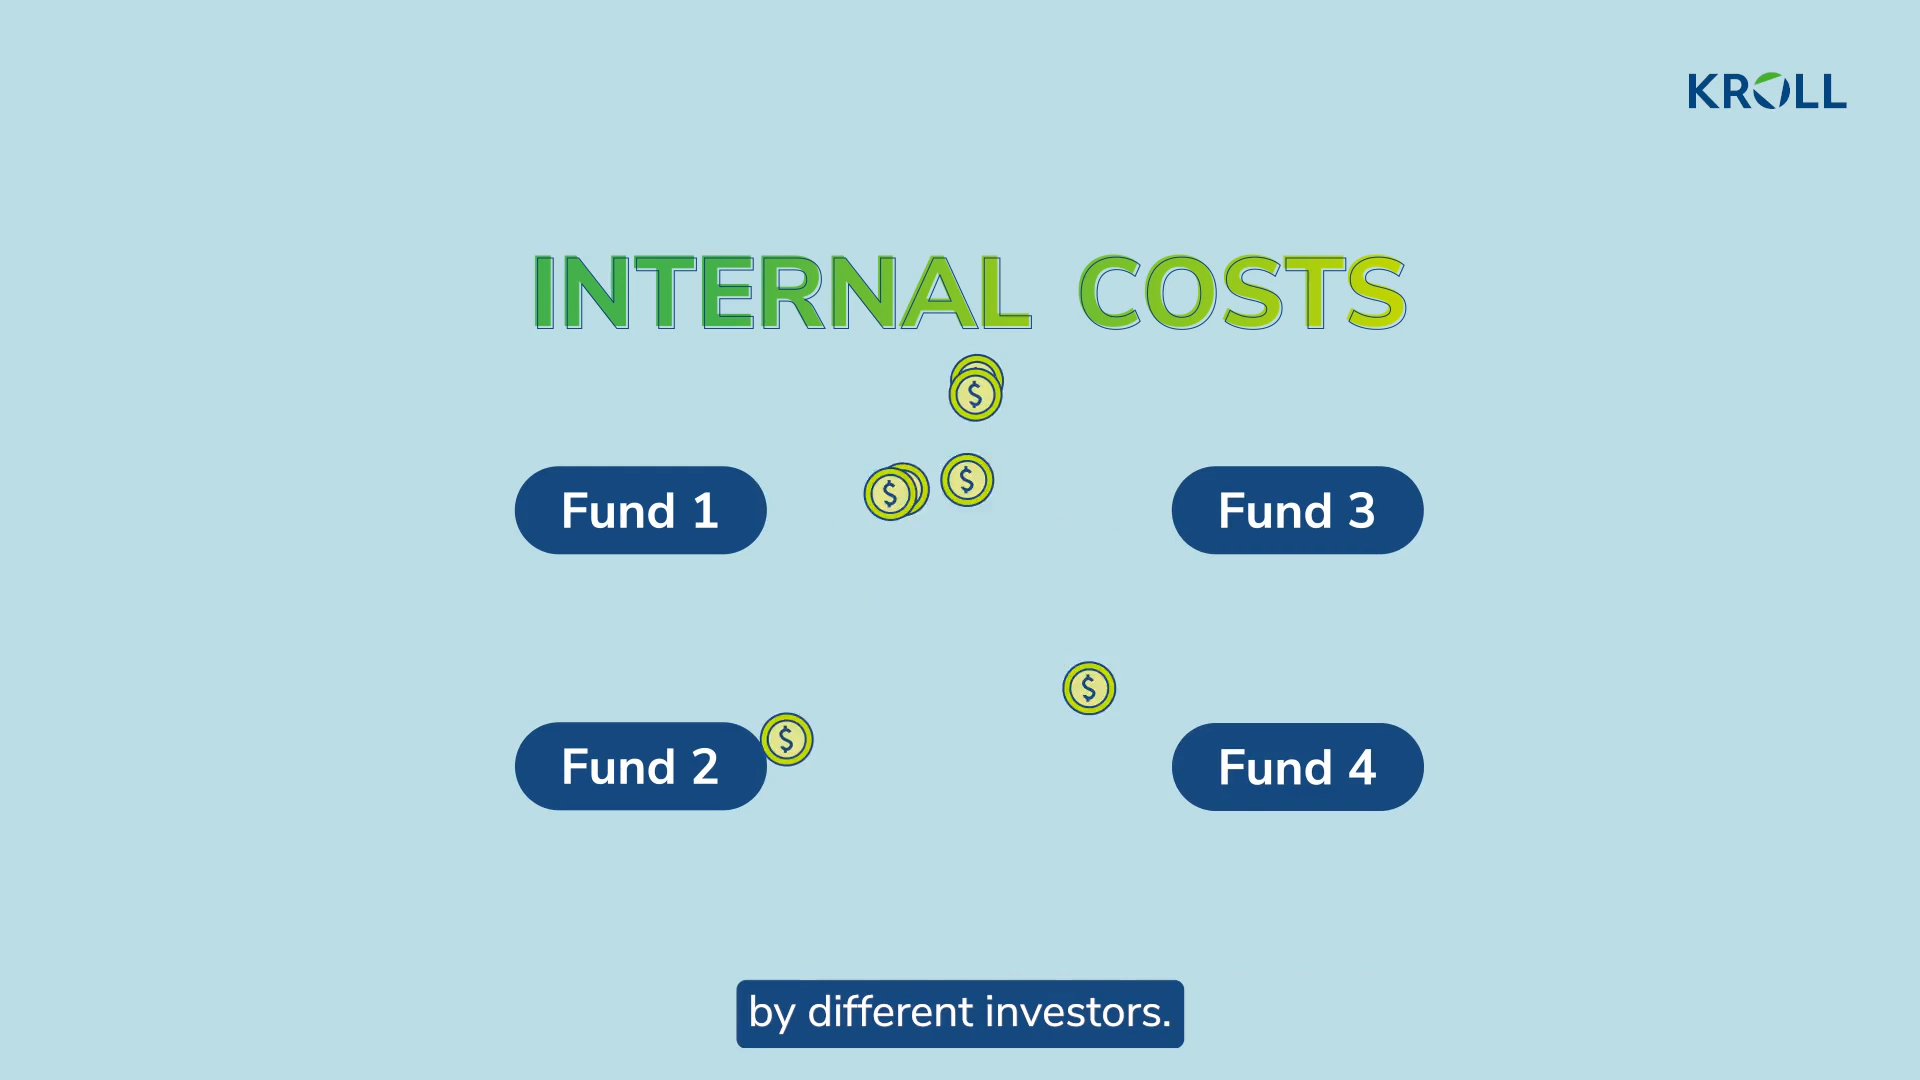 KROLL
INTERNAL COSTS
$
$ $
Fund 1 Fund 3
$
$
Fund 2 Fund 4
by different investors.